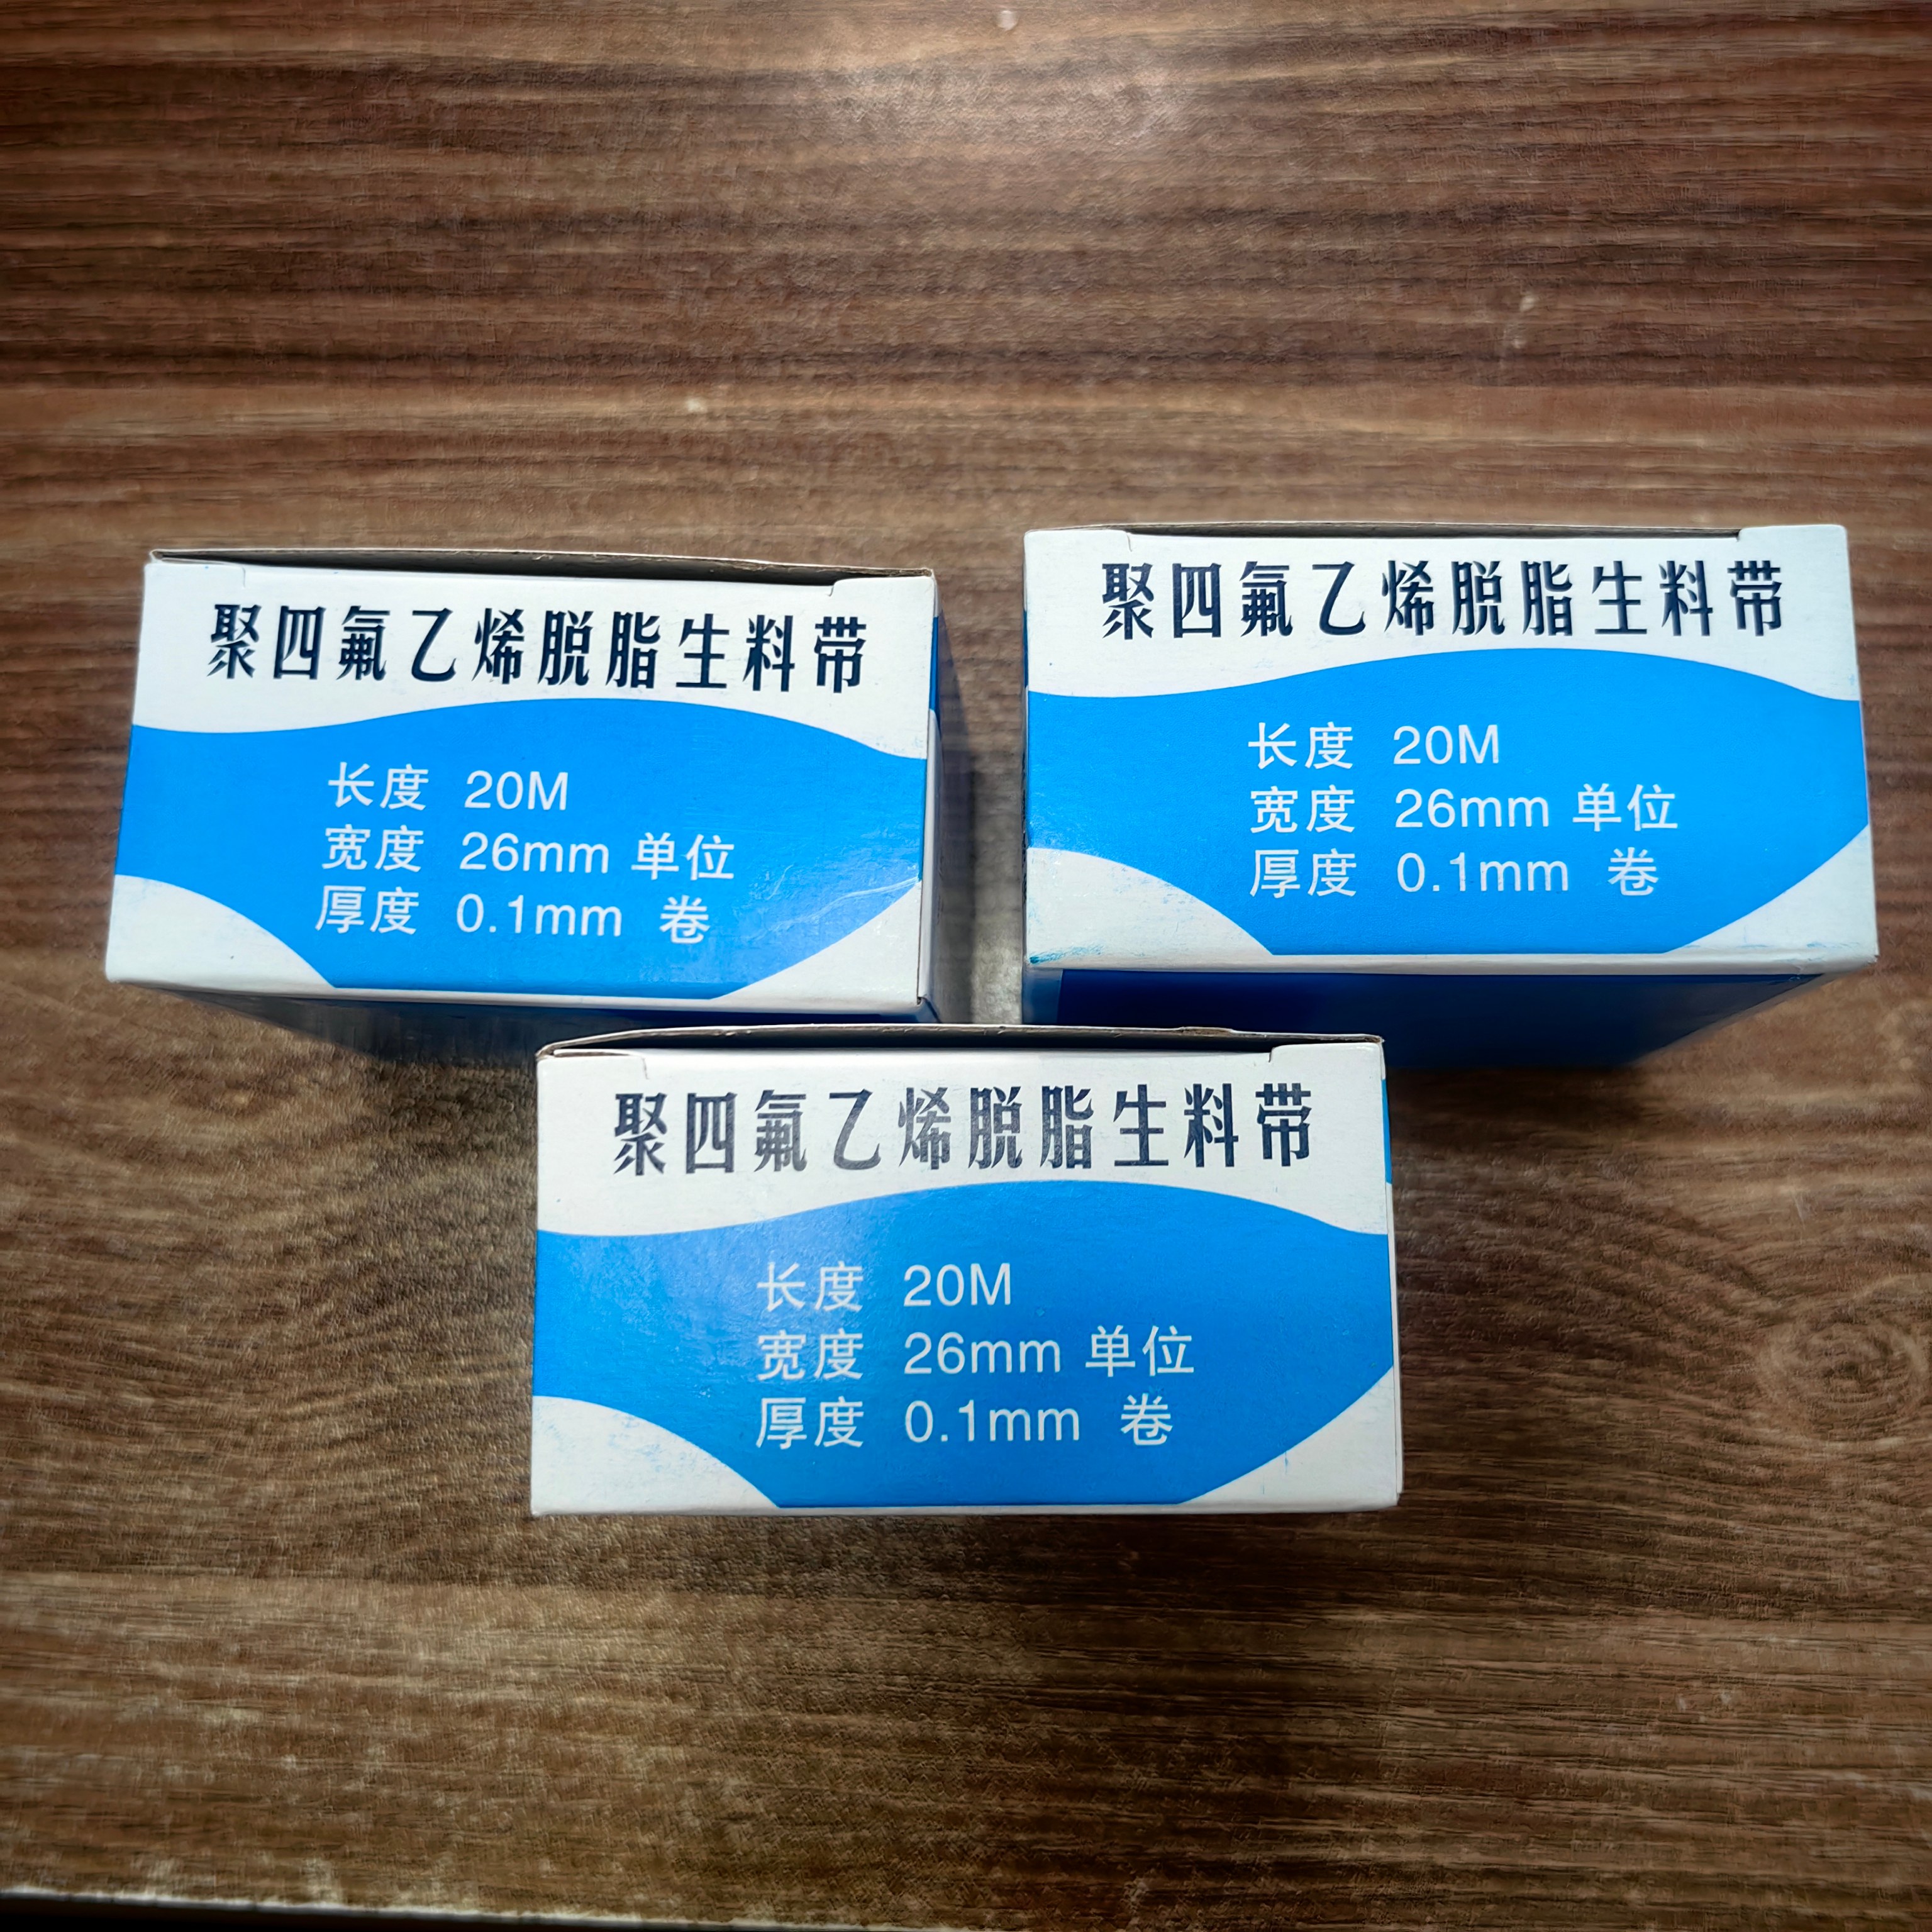 聚四氟乙烯脱脂生料带
长度 20M
宽度 26mm 单位
厚度 0.1mm 卷
聚四氟乙烯脱脂生料带
长度 20M
宽度 26mm 单位
厚度 0.1mm 卷
聚四氟乙烯脱脂生料带
长度 20M
宽度 26mm 单位
厚度 0.1mm 卷